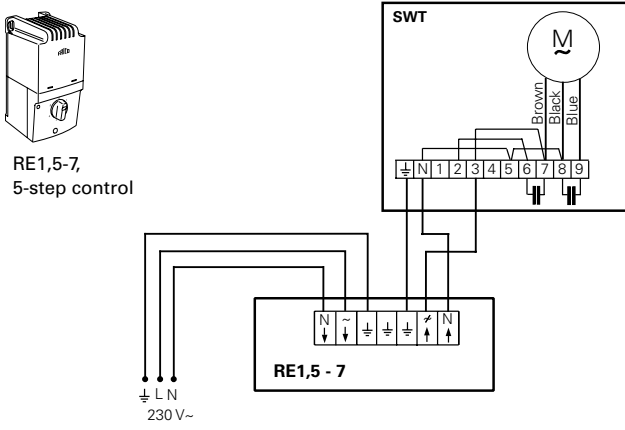 SWT
M
~
Brown
Black
Blue
N 1 2 3 4 5 6 7 8 9
RE1,5-7,
5-step control
N ~ N
RE1,5 - 7
L N
230 V~